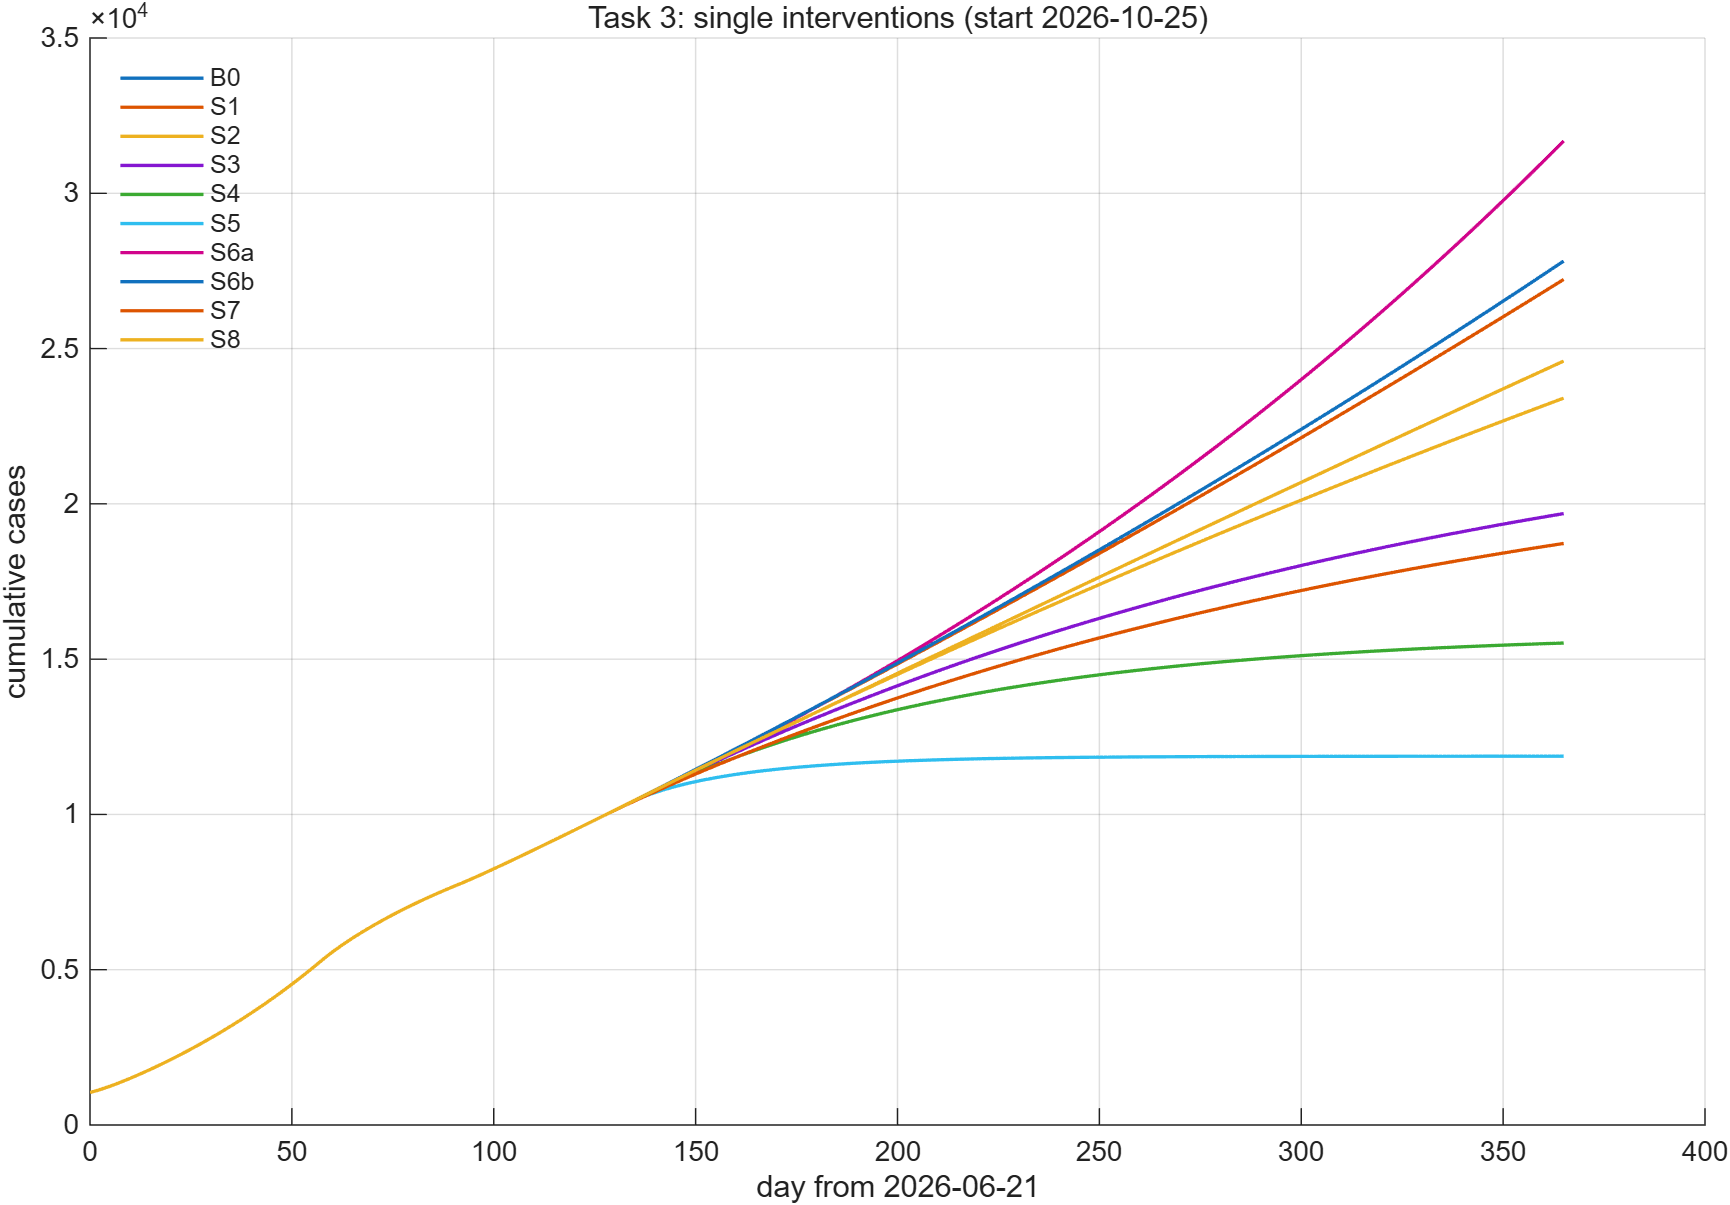 Task 3: single interventions (start 2026-10-25)
×10⁴
3.5
3
2.5
2
1.5
1
0.5
0
cumulative cases
B0
S1
S2
S3
S4
S5
S6a
S6b
S7
S8
0 50 100 150 200 250 300 350 400
day from 2026-06-21